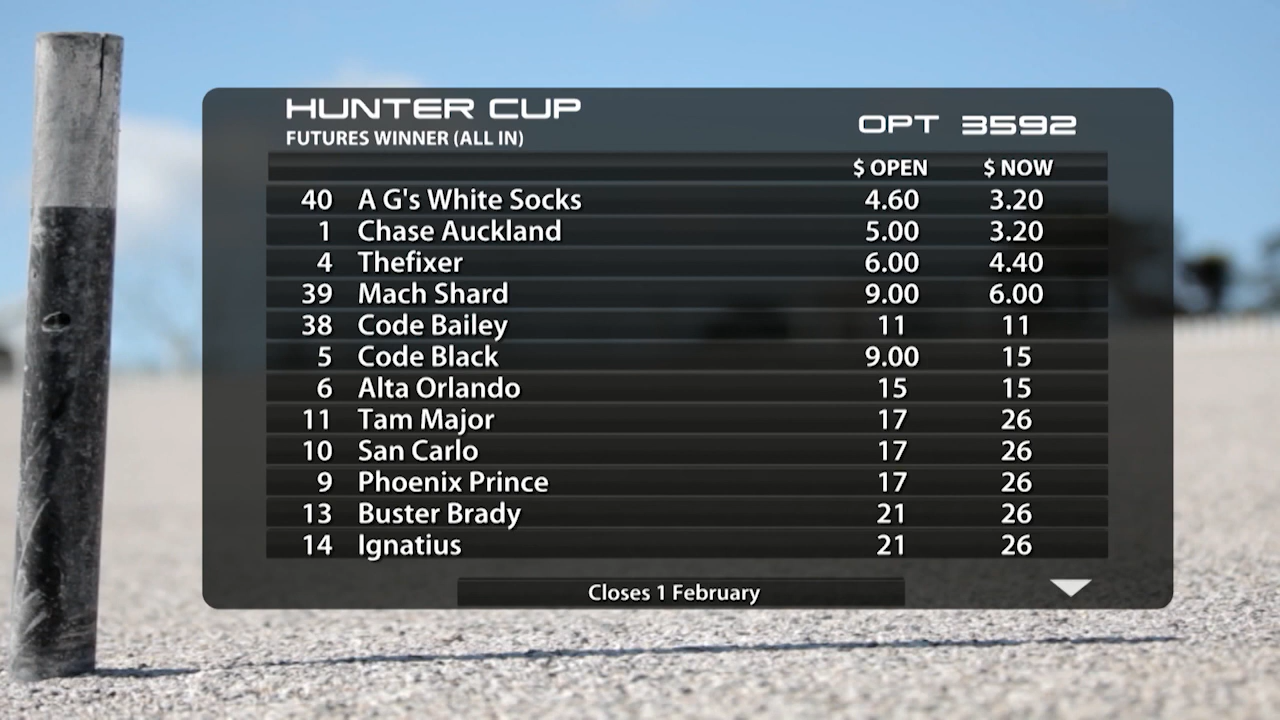 HUNTER CUP
FUTURES WINNER (ALL IN)
OPT 3592
$ OPEN $ NOW
40 A G's White Socks 4.60 3.20
1 Chase Auckland 5.00 3.20
4 Thefixer 6.00 4.40
39 Mach Shard 9.00 6.00
38 Code Bailey 11 11
5 Code Black 9.00 15
6 Alta Orlando 15 15
11 Tam Major 17 26
10 San Carlo 17 26
9 Phoenix Prince 17 26
13 Buster Brady 21 26
14 Ignatius 21 26
Closes 1 February